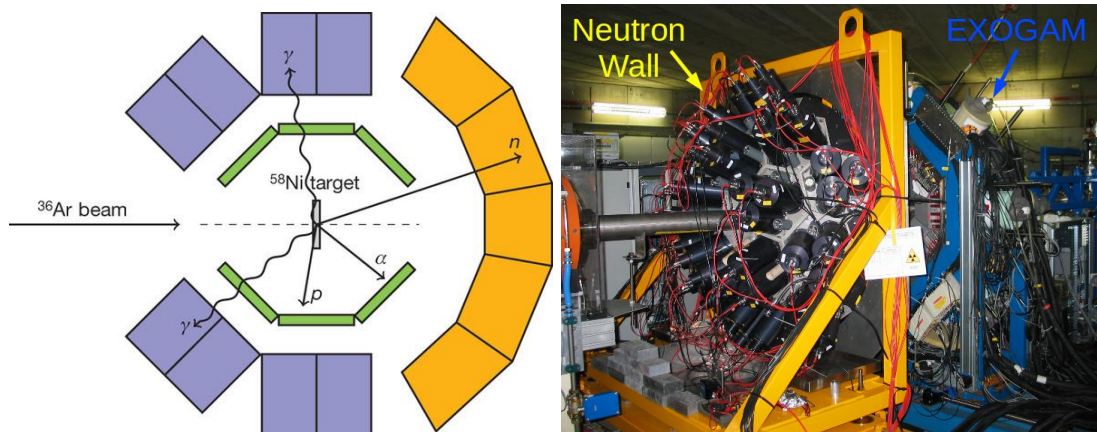 γ
n
⁵⁸Ni target
³⁶Ar beam
α
p
γ
Neutron
Wall
EXOGAM